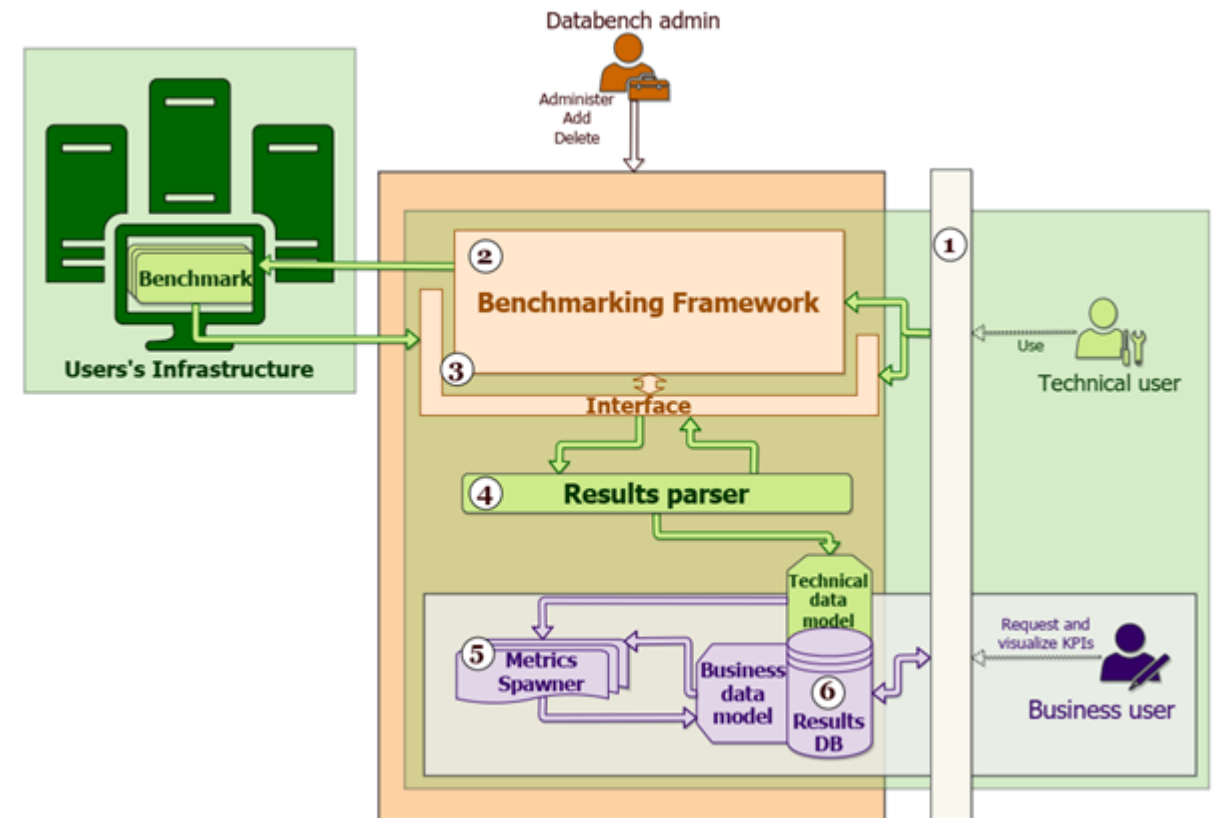 Databench admin
Administer
Add
Delete
1
2
Benchmark
Benchmarking Framework
Use
3
Users's Infrastructure
Technical user
Interface
4
Results parser
Technical
data
model
Request and
visualize KPIs
5
Metrics
Spawner
Business
data
model
6
Results
DB
Business user